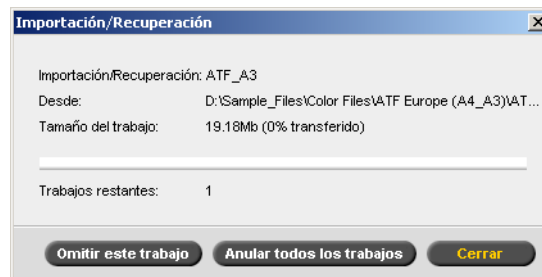 Importación/Recuperación
Importación/Recuperación: ATF_A3
Desde: D:\Sample_Files\Color Files\ATF Europe (A4_A3)\AT...
Tamaño del trabajo: 19.18Mb (0% transferido)
Trabajos restantes: 1
Omitir este trabajo Anular todos los trabajos Cerrar